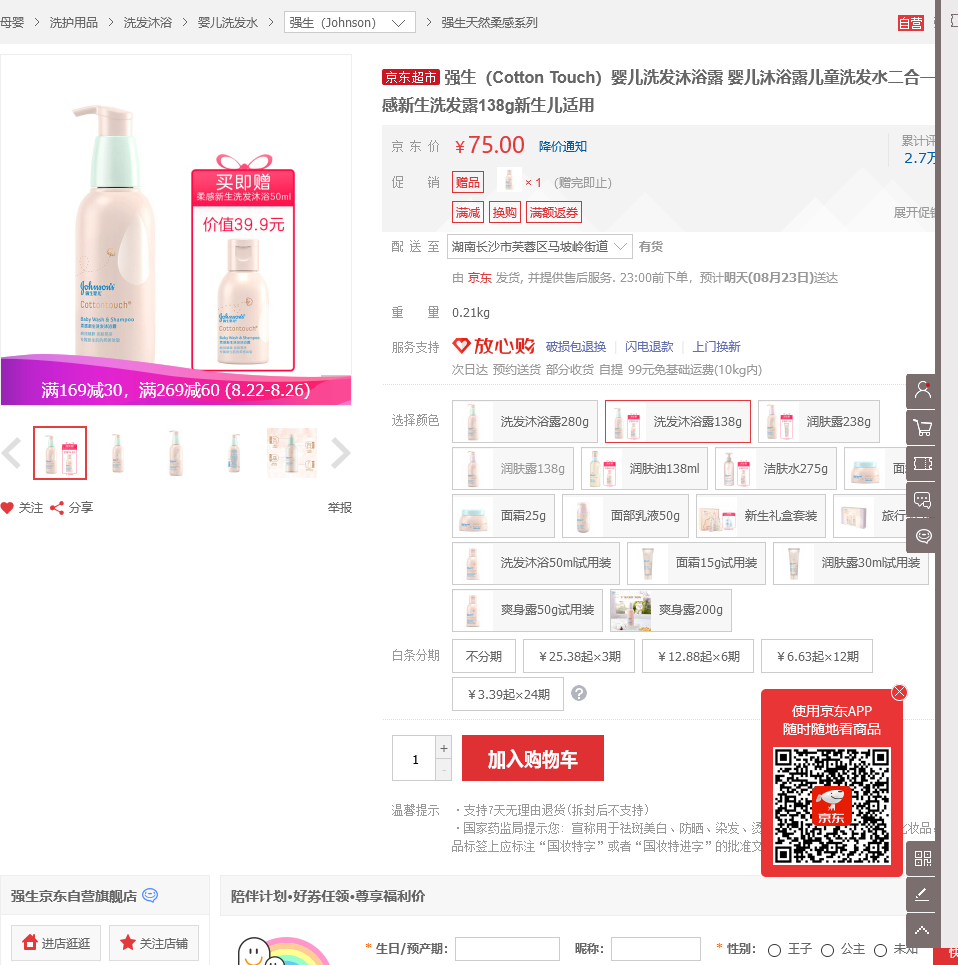 母婴 > 洗护用品 > 洗发沐浴 > 婴儿洗发水 > 强生（Johnson） > 强生天然柔感系列
自营
京东超市 强生（Cotton Touch）婴儿洗发沐浴露 婴儿沐浴露儿童洗发水二合一
感新生洗发露138g新生儿适用
京东价 ￥75.00 降价通知
累计评
2.7万
促销 赠品 ×1 （赠完即止）
满减 换购 满额返券
展开促销
配送至 湖南长沙市芙蓉区马坡岭街道 有货
由 京东 发货, 并提供售后服务. 23:00前下单，预计明天(08月23日)送达
重量 0.21kg
服务支持 放心购 破损包退换 | 闪电退款 | 上门换新
次日达 预约送货 部分收货 自提 99元免基础运费(10kg内)
买即赠
柔感新生洗发沐浴50ml
价值39.9元
Johnson's
强生婴儿
Cottontouch®
Baby Wash & Shampoo
柔感新生洗发沐浴露
Johnson's
Cottontouch
Baby Wash & Shampoo
满169减30，满269减60 (8.22-8.26)
关注 分享 举报
选择颜色 洗发沐浴露280g 洗发沐浴露138g 润肤露238g
润肤露138g 润肤油138ml 洁肤水275g 面
面霜25g 面部乳液50g 新生礼盒套装 旅行
洗发沐浴50ml试用装 面霜15g试用装 润肤露30ml试用装
爽身露50g试用装 爽身露200g
白条分期 不分期 ￥25.38起×3期 ￥12.88起×6期 ￥6.63起×12期
￥3.39起×24期 ?
1 + - 加入购物车
温馨提示 ·支持7天无理由退货(拆封后不支持)
·国家药监局提示您：宣称用于祛斑美白、防晒、染发、烫
化妆品
品标签上应标注“国妆特字”或者“国妆特进字”的批准文
使用京东APP
随时随地看商品
京东
强生京东自营旗舰店
进店逛逛 关注店铺
陪伴计划•好券任领•尊享福利价
* 生日/预产期： 昵称： * 性别： 王子 公主 未知